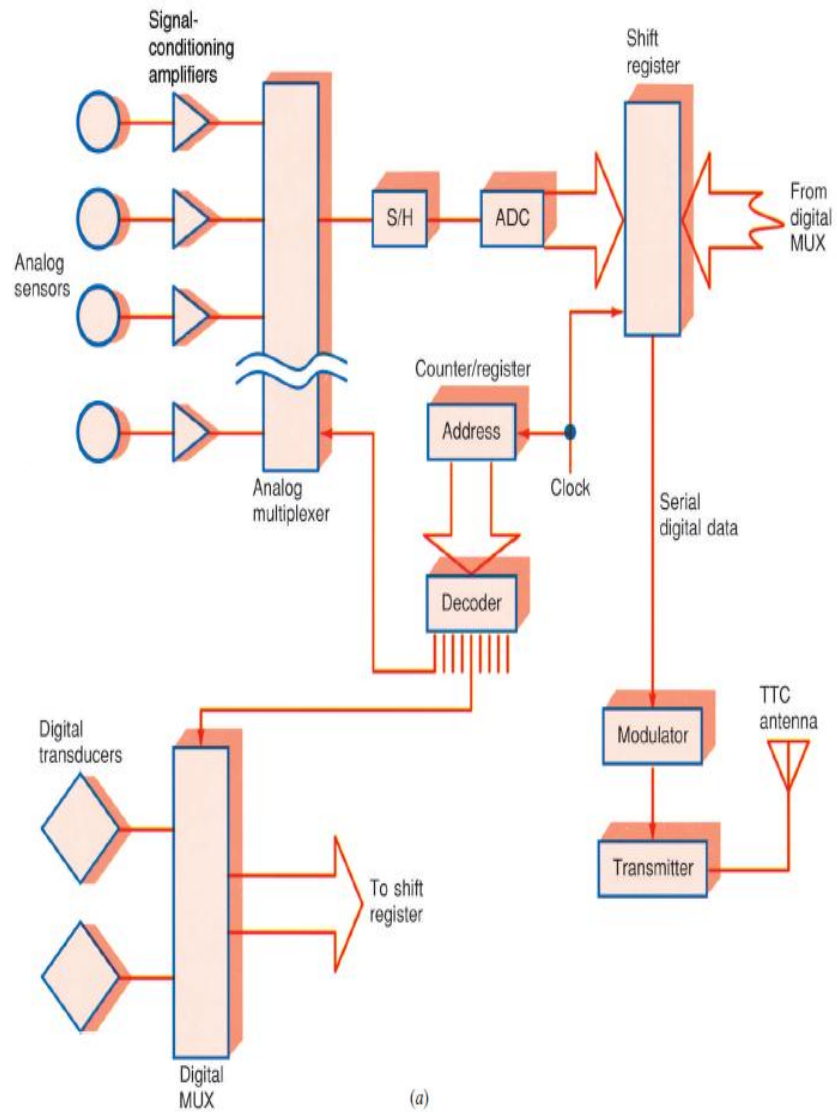 Signal-
conditioning
amplifiers
Shift
register
S/H
ADC
From
digital
MUX
Analog
sensors
Counter/register
Address
Clock
Analog
multiplexer
Serial
digital data
Decoder
TTC
antenna
Digital
transducers
Modulator
Transmitter
To shift
register
Digital
MUX
(a)